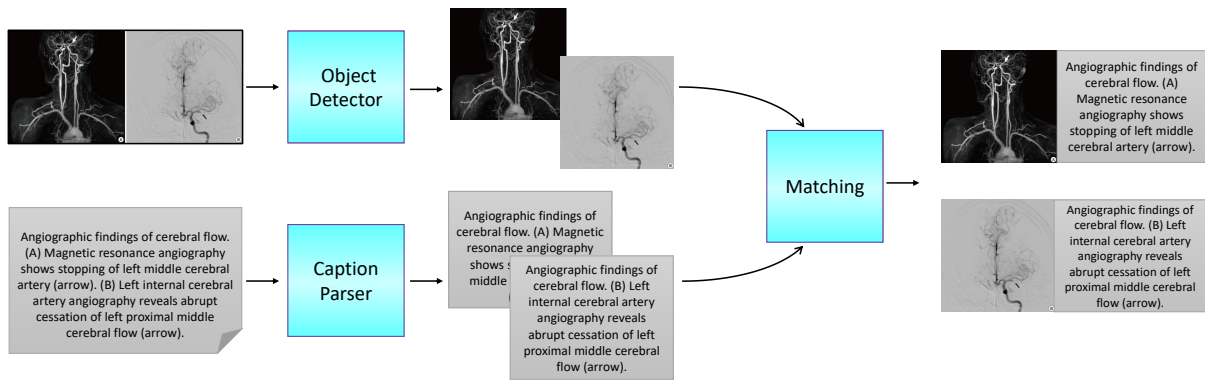 Object
Detector
Angiographic findings of
cerebral flow. (A)
Magnetic resonance
angiography shows
stopping of left middle
cerebral artery (arrow).
Matching
Angiographic findings of cerebral flow.
(A) Magnetic resonance angiography
shows stopping of left middle cerebral
artery (arrow). (B) Left internal cerebral
artery angiography reveals abrupt
cessation of left proximal middle
cerebral flow (arrow).
Caption
Parser
Angiographic findings of
cerebral flow. (A) Magnetic
resonance angiography
shows
middle
Angiographic findings of
cerebral flow. (B) Left
internal cerebral artery
angiography reveals
abrupt cessation of left
proximal middle cerebral
flow (arrow).
Angiographic findings of
cerebral flow. (B) Left
internal cerebral artery
angiography reveals
abrupt cessation of left
proximal middle cerebral
flow (arrow).